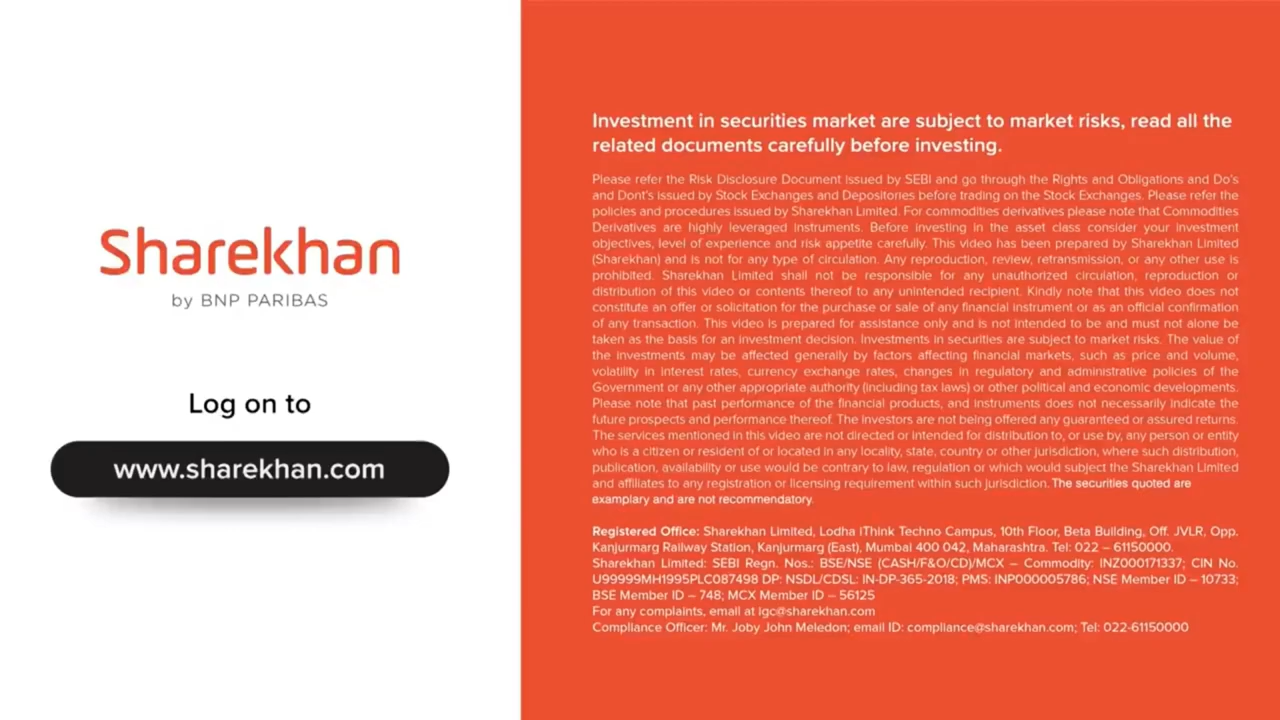 Sharekhan
by BNP PARIBAS
Log on to
www.sharekhan.com
Investment in securities market are subject to market risks, read all the
related documents carefully before investing.
Please refer the Risk Disclosure Document issued by SEBI and go through the Rights and Obligations and Do's
and Dont's issued by Stock Exchanges and Depositories before trading on the Stock Exchanges. Please refer the
policies and procedures issued by Sharekhan Limited. For commodities derivatives please note that Commodities
Derivatives are highly leveraged instruments. Before investing in the asset class consider your investment
objectives, level of experience and risk appetite carefully. This video has been prepared by Sharekhan Limited
(Sharekhan) and is not for any type of circulation. Any reproduction, review, retransmission, or any other use is
prohibited. Sharekhan Limited shall not be responsible for any unauthorized circulation, reproduction or
distribution of this video or contents thereof to any unintended recipient. Kindly note that this video does not
constitute an offer or solicitation for the purchase or sale of any financial instrument or as an official confirmation
of any transaction. This video is prepared for assistance only and is not intended to be and must not alone be
taken as the basis for an investment decision. Investments in securities are subject to market risks. The value of
the investments may be affected generally by factors affecting financial markets, such as price and volume,
volatility in interest rates, currency exchange rates, changes in regulatory and administrative policies of the
Government or any other appropriate authority (including tax laws) or other political and economic developments.
Please note that past performance of the financial products, and instruments does not necessarily indicate the
future prospects and performance thereof. The investors are not being offered any guaranteed or assured returns.
The services mentioned in this video are not directed or intended for distribution to, or use by, any person or entity
who is a citizen or resident of or located in any locality, state, country or other jurisdiction, where such distribution,
publication, availability or use would be contrary to law, regulation or which would subject the Sharekhan Limited
and affiliates to any registration or licensing requirement within such jurisdiction. The securities quoted are
examplary and are not recommendatory.
Registered Office: Sharekhan Limited, Lodha iThink Techno Campus, 10th Floor, Beta Building, Off. JVLR, Opp.
Kanjurmarg Railway Station, Kanjurmarg (East), Mumbai 400 042, Maharashtra. Tel: 022 – 61150000.
Sharekhan Limited: SEBI Regn. Nos.: BSE/NSE (CASH/F&O/CD)/MCX – Commodity: INZ000171337; CIN No.
U99999MH1995PLC087498 DP: NSDL/CDSL: IN-DP-365-2018; PMS: INP000005786; NSE Member ID – 10733;
BSE Member ID – 748; MCX Member ID – 56125
For any complaints, email at igc@sharekhan.com
Compliance Officer: Mr. Joby John Meledon; email ID: compliance@sharekhan.com; Tel: 022-61150000